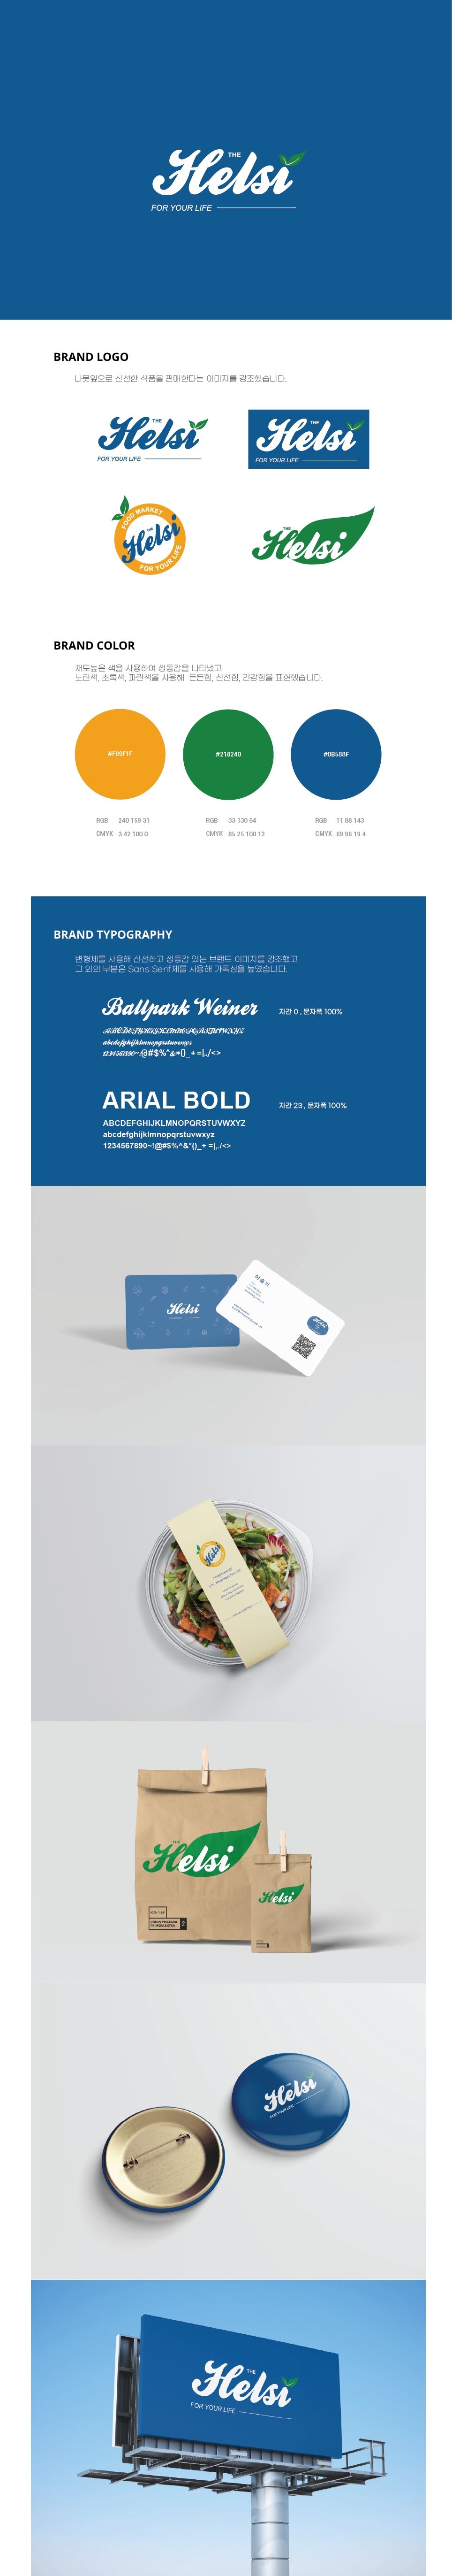 THE
Helsi
FOR YOUR LIFE
BRAND LOGO
나뭇잎으로 신선한 식품을 판매한다는 이미지를 강조했습니다.
THE
Helsi
FOR YOUR LIFE
THE
Helsi
FOR YOUR LIFE
FOOD MARKET
THE
Helsi
FOR YOUR LIFE
THE
Helsi
BRAND COLOR
채도높은 색을 사용하여 생동감을 나타냈고
노란색, 초록색, 파란색을 사용해 든든함, 신선함, 건강함을 표현했습니다.
#F09F1F
#218240
#0B588F
RGB 240 159 31
CMYK 3 42 100 0
RGB 33 130 64
CMYK 85 25 100 12
RGB 11 88 143
CMYK 69 96 19 4
BRAND TYPOGRAPHY
변형체를 사용해 신선하고 생동감 있는 브랜드 이미지를 강조했고
그 외의 부분은 Sans Serif체를 사용해 가독성을 높였습니다.
Ballpark Weiner
자간 0 , 문자폭 100%
ABCDEFGHIJKLMNOPQRSTUVWXYZ
abcdefghijklmnopqrstuvwxyz
1234567890~!@#$%^&*()_+ =|,./<>
ARIAL BOLD
자간 23 , 문자폭 100%
ABCDEFGHIJKLMNOPQRSTUVWXYZ
abcdefghijklmnopqrstuvwxyz
1234567890~!@#$%^&*()_+ =|,./<>
Helsi
이슬기
Helsi
Helsi
THE
Helsi
Helsi
THE
Helsi
FOR YOUR LIFE
THE
Helsi
FOR YOUR LIFE